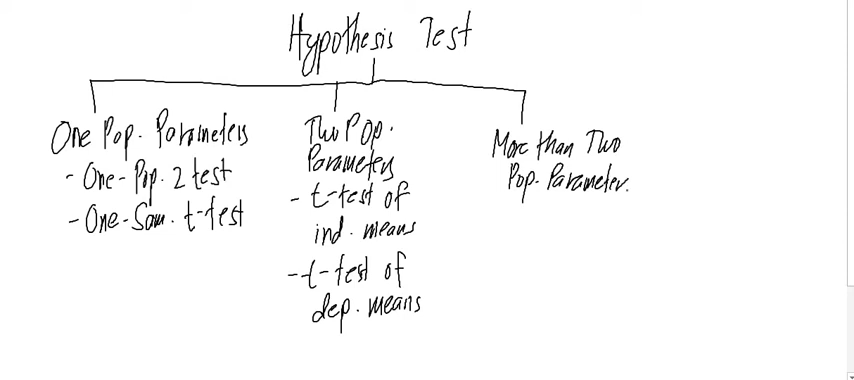 Hypothesis Test
One Pop. Parameters
- One-Pop. Z test
- One-Sam. t-test
Two Pop.
Parameters
- t-test of
ind. means
- t-test of
dep. means
More than Two
Pop. Parameter.